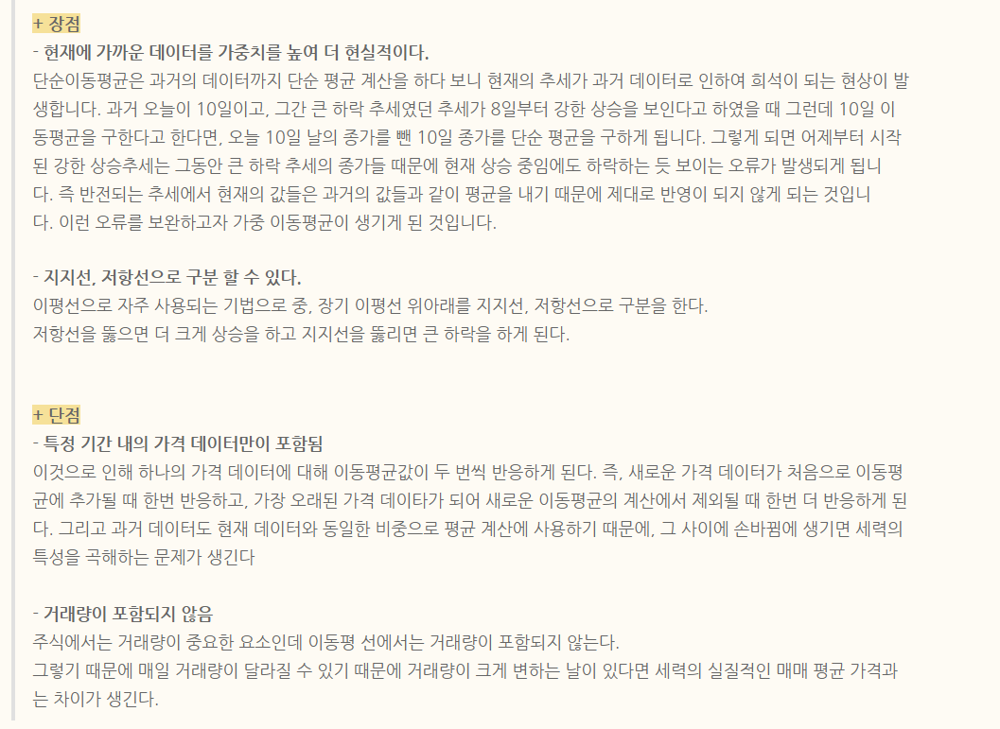 + 장점
- 현재에 가까운 데이터를 가중치를 높여 더 현실적이다.
단순이동평균은 과거의 데이터까지 단순 평균 계산을 하다 보니 현재의 추세가 과거 데이터로 인하여 희석이 되는 현상이 발
생합니다. 과거 오늘이 10일이고, 그간 큰 하락 추세였던 추세가 8일부터 강한 상승을 보인다고 하였을 때 그런데 10일 이
동평균을 구한다고 한다면, 오늘 10일 날의 종가를 뺀 10일 종가를 단순 평균을 구하게 됩니다. 그렇게 되면 어제부터 시작
된 강한 상승추세는 그동안 큰 하락 추세의 종가들 때문에 현재 상승 중임에도 하락하는 듯 보이는 오류가 발생되게 됩니
다. 즉 반전되는 추세에서 현재의 값들은 과거의 값들과 같이 평균을 내기 때문에 제대로 반영이 되지 않게 되는 것입니
다. 이런 오류를 보완하고자 가중 이동평균이 생기게 된 것입니다.
- 지지선, 저항선으로 구분 할 수 있다.
이평선으로 자주 사용되는 기법으로 중, 장기 이평선 위아래를 지지선, 저항선으로 구분을 한다.
저항선을 뚫으면 더 크게 상승을 하고 지지선을 뚫리면 큰 하락을 하게 된다.
+ 단점
- 특정 기간 내의 가격 데이터만이 포함됨
이것으로 인해 하나의 가격 데이터에 대해 이동평균값이 두 번씩 반응하게 된다. 즉, 새로운 가격 데이터가 처음으로 이동평
균에 추가될 때 한번 반응하고, 가장 오래된 가격 데이타가 되어 새로운 이동평균의 계산에서 제외될 때 한번 더 반응하게 된
다. 그리고 과거 데이터도 현재 데이터와 동일한 비중으로 평균 계산에 사용하기 때문에, 그 사이에 손바뀜에 생기면 세력의
특성을 곡해하는 문제가 생긴다
- 거래량이 포함되지 않음
주식에서는 거래량이 중요한 요소인데 이동평 선에서는 거래량이 포함되지 않는다.
그렇기 때문에 매일 거래량이 달라질 수 있기 때문에 거래량이 크게 변하는 날이 있다면 세력의 실질적인 매매 평균 가격과
는 차이가 생긴다.